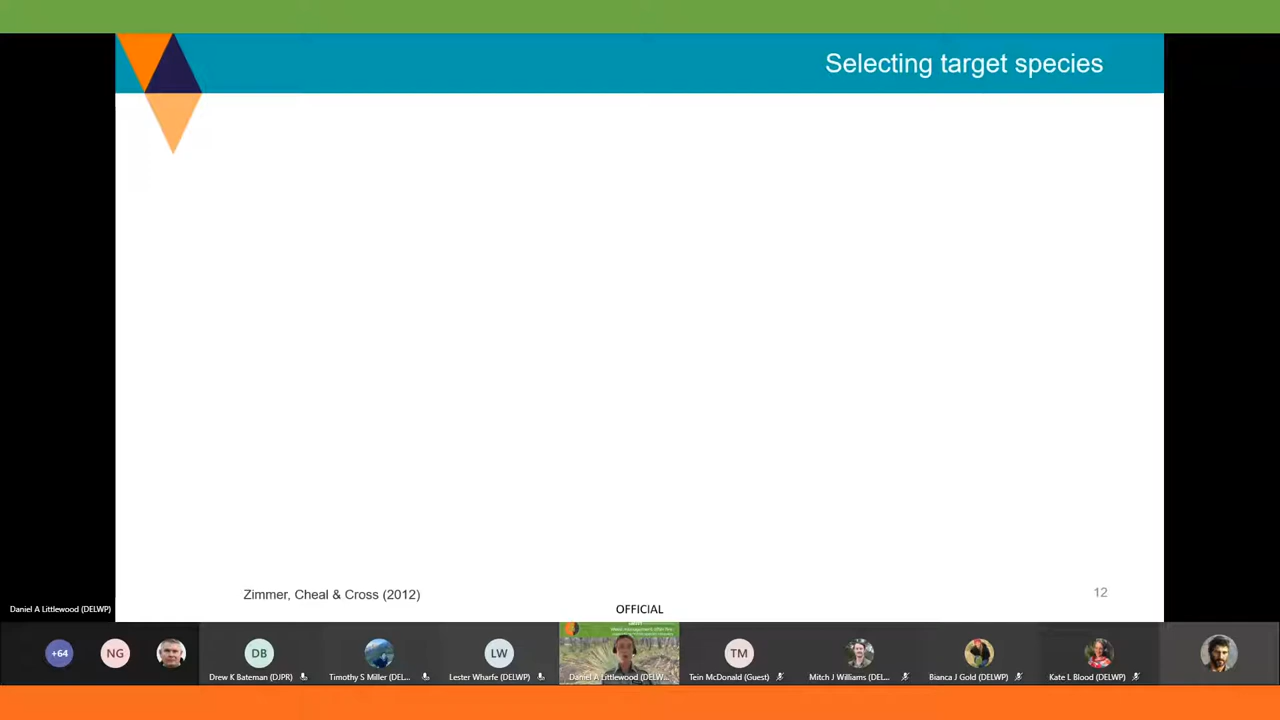 Selecting target species
Zimmer, Cheal & Cross (2012)
12
Daniel A Littlewood (DELWP)
OFFICIAL
+64
NG
DB
LW
TM
Drew K Bateman (DJPR)
Timothy S Miller (DEL...
Lester Wharfe (DELWP)
Daniel A Littlewood (DELW...
Tein McDonald (Guest)
Mitch J Williams (DEL...
Bianca J Gold (DELWP)
Kate L Blood (DELWP)